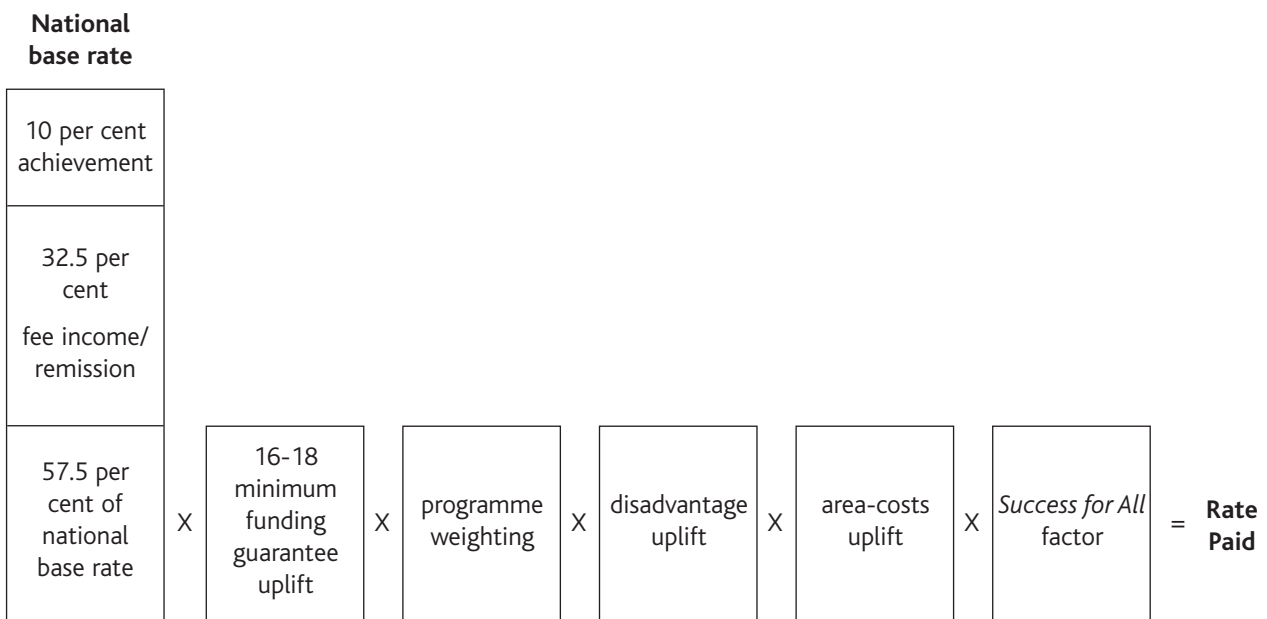 National
base rate
10 per cent
achievement
32.5 per
cent
fee income/
remission
57.5 per
cent of
national
base rate
X
16-18
minimum
funding
guarantee
uplift
X
programme
weighting
X
disadvantage
uplift
X
area-costs
uplift
X
Success for All
factor
=
Rate
Paid